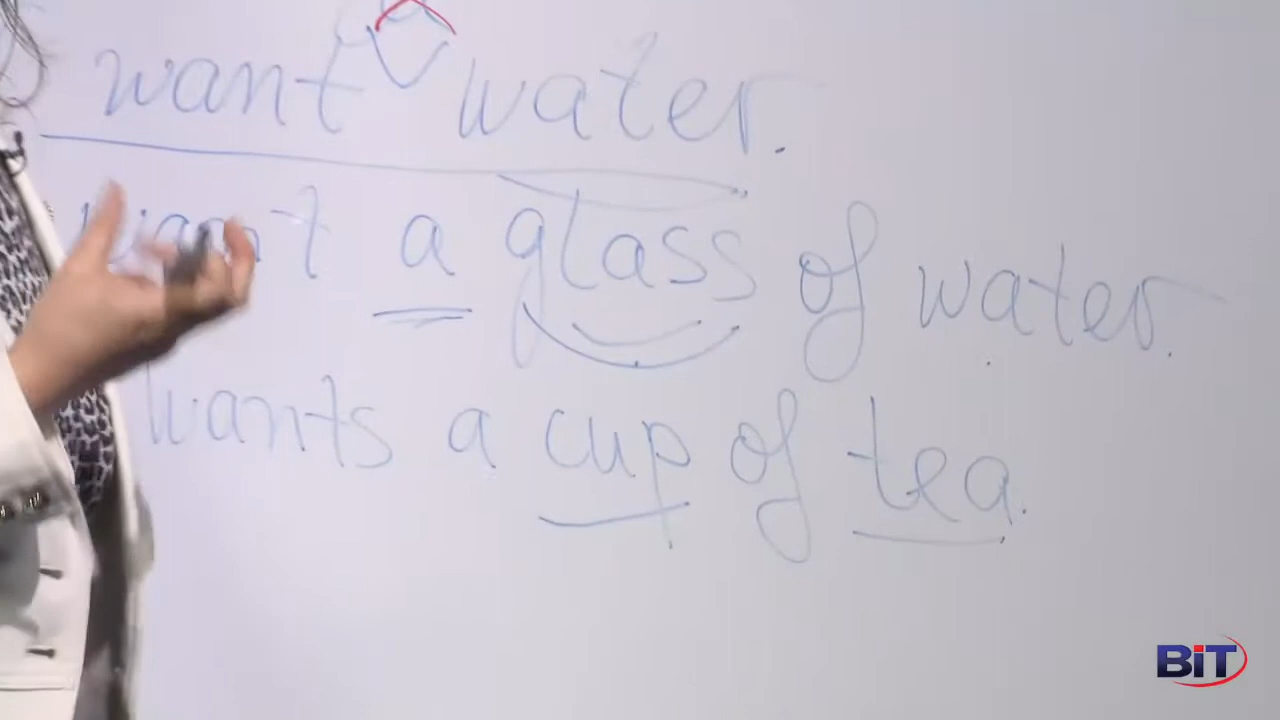 want water.
want a glass of water.
wants a cup of tea.
BiT